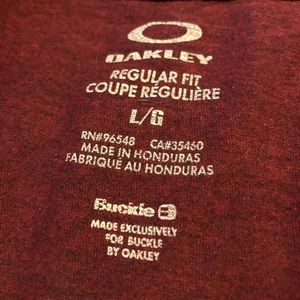 OAKLEY
REGULAR FIT
COUPE RÉGULIÈRE
L/G
RN#96548 CA#35460
MADE IN HONDURAS
FABRIQUÉ AU HONDURAS
Buckle B
MADE EXCLUSIVELY
FOR BUCKLE
BY OAKLEY